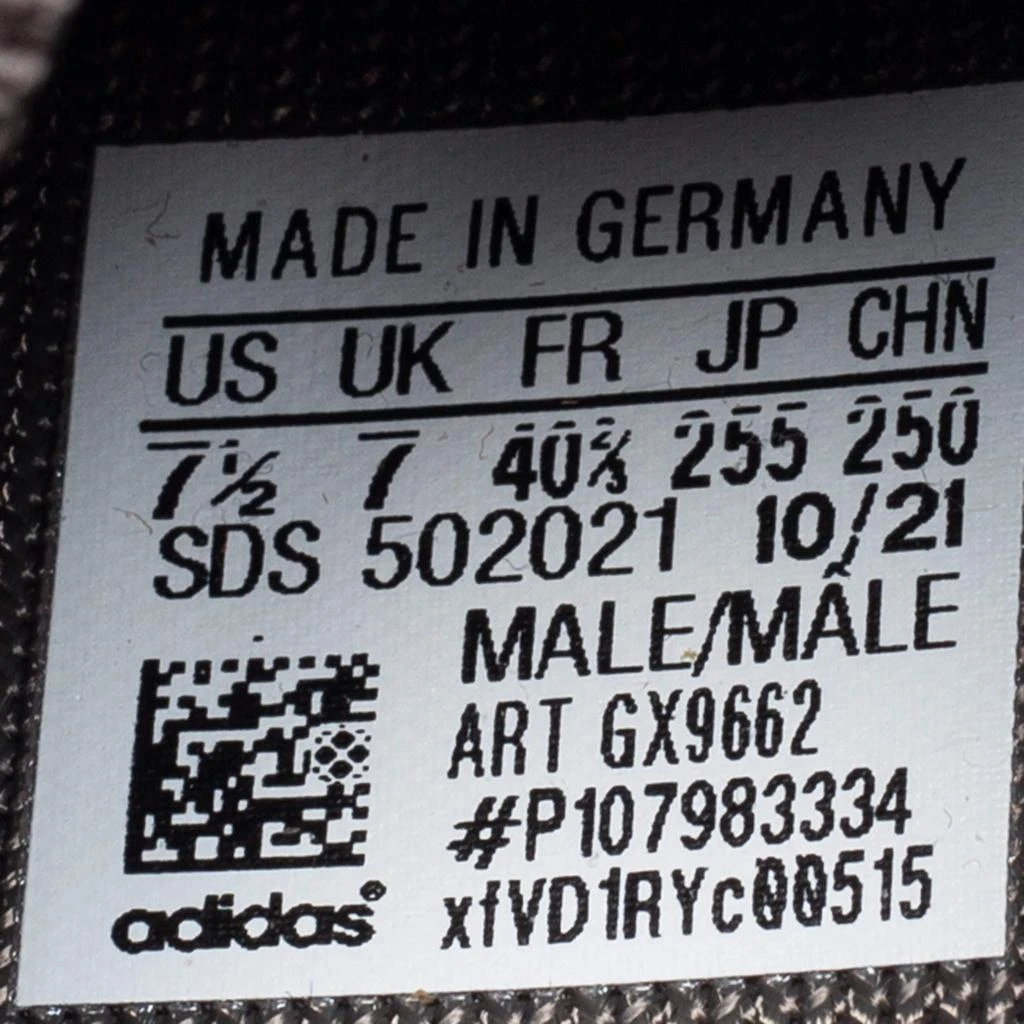 MADE IN GERMANY
US UK FR JP CHN
7½ 7 40⅔ 255 250
SDS 502021 10/21
MALE/MÂLE
ART GX9662
#P107983334
xfVD1RYc00515
adidas®